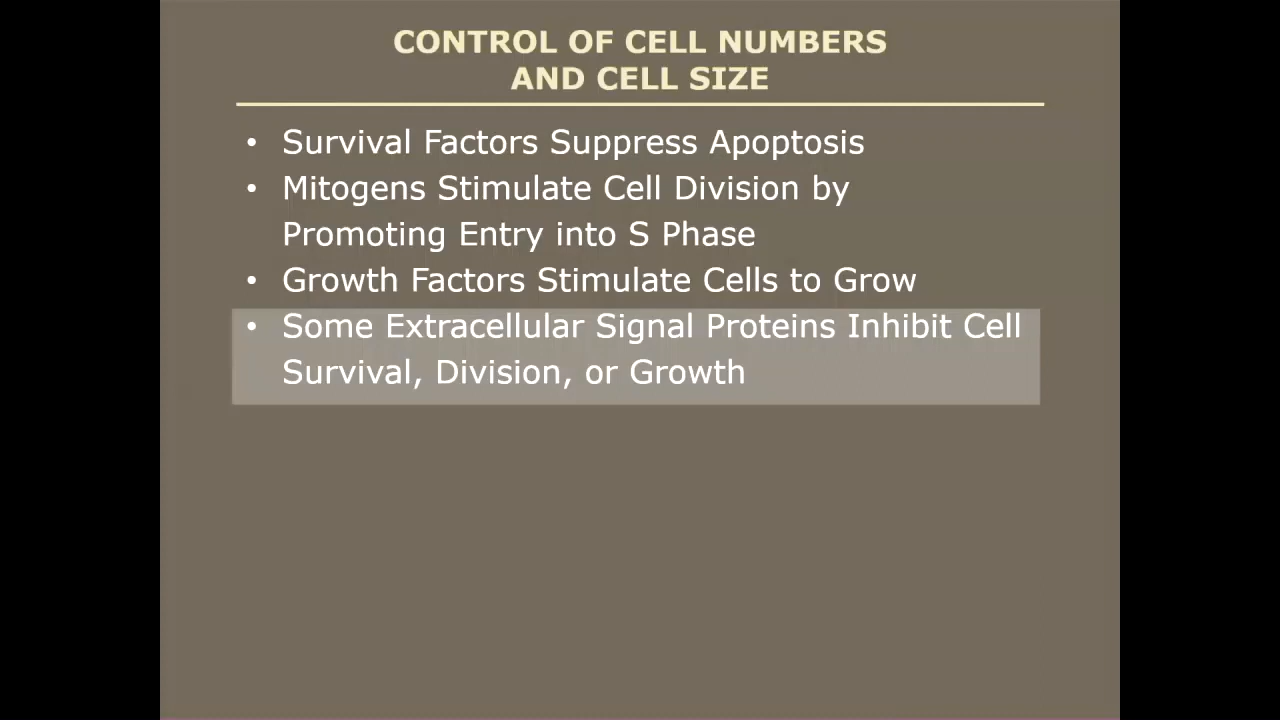 CONTROL OF CELL NUMBERS
AND CELL SIZE
• Survival Factors Suppress Apoptosis
• Mitogens Stimulate Cell Division by
Promoting Entry into S Phase
• Growth Factors Stimulate Cells to Grow
• Some Extracellular Signal Proteins Inhibit Cell
Survival, Division, or Growth